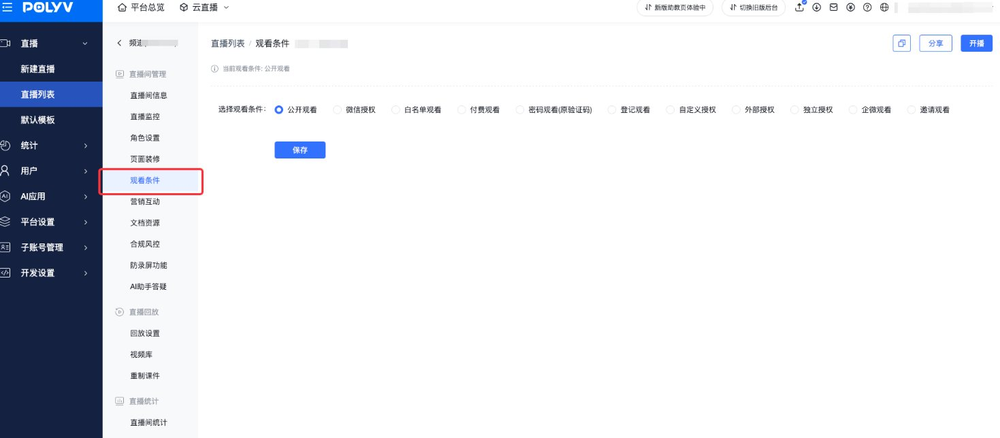 POLYV
平台总览
云直播
新版助教页体验中
切换旧版后台
直播
新建直播
直播列表
默认模板
统计
用户
AI应用
平台设置
子账号管理
开发设置
直播间管理
直播间信息
直播监控
角色设置
页面装修
观看条件
营销互动
文档资源
合规风控
防录屏功能
AI助手答疑
直播回放
回放设置
视频库
重制课件
直播统计
直播间统计
直播列表 / 观看条件
分享
开播
当前观看条件: 公开观看
选择观看条件: 公开观看 微信授权 白名单观看 付费观看 密码观看(原验证码) 登记观看 自定义授权 外部授权 独立授权 企微观看 邀请观看
保存